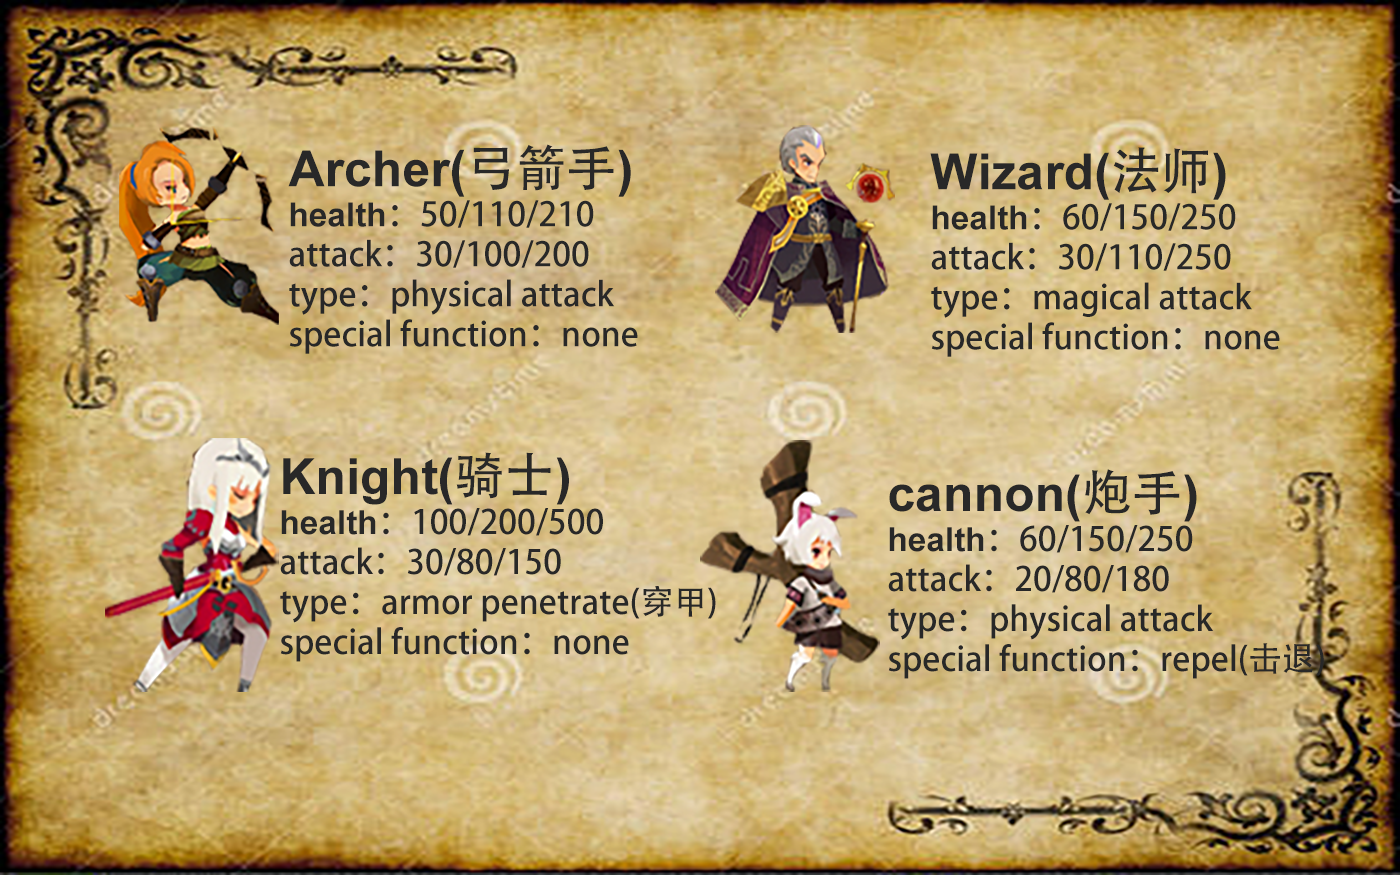 Archer(弓箭手)
health：50/110/210
attack：30/100/200
type：physical attack
special function：none
Wizard(法师)
health：60/150/250
attack：30/110/250
type：magical attack
special function：none
Knight(骑士)
health：100/200/500
attack：30/80/150
type：armor penetrate(穿甲)
special function：none
cannon(炮手)
health：60/150/250
attack：20/80/180
type：physical attack
special function：repel(击退)
dreamstime
dreamstime
dreamstime